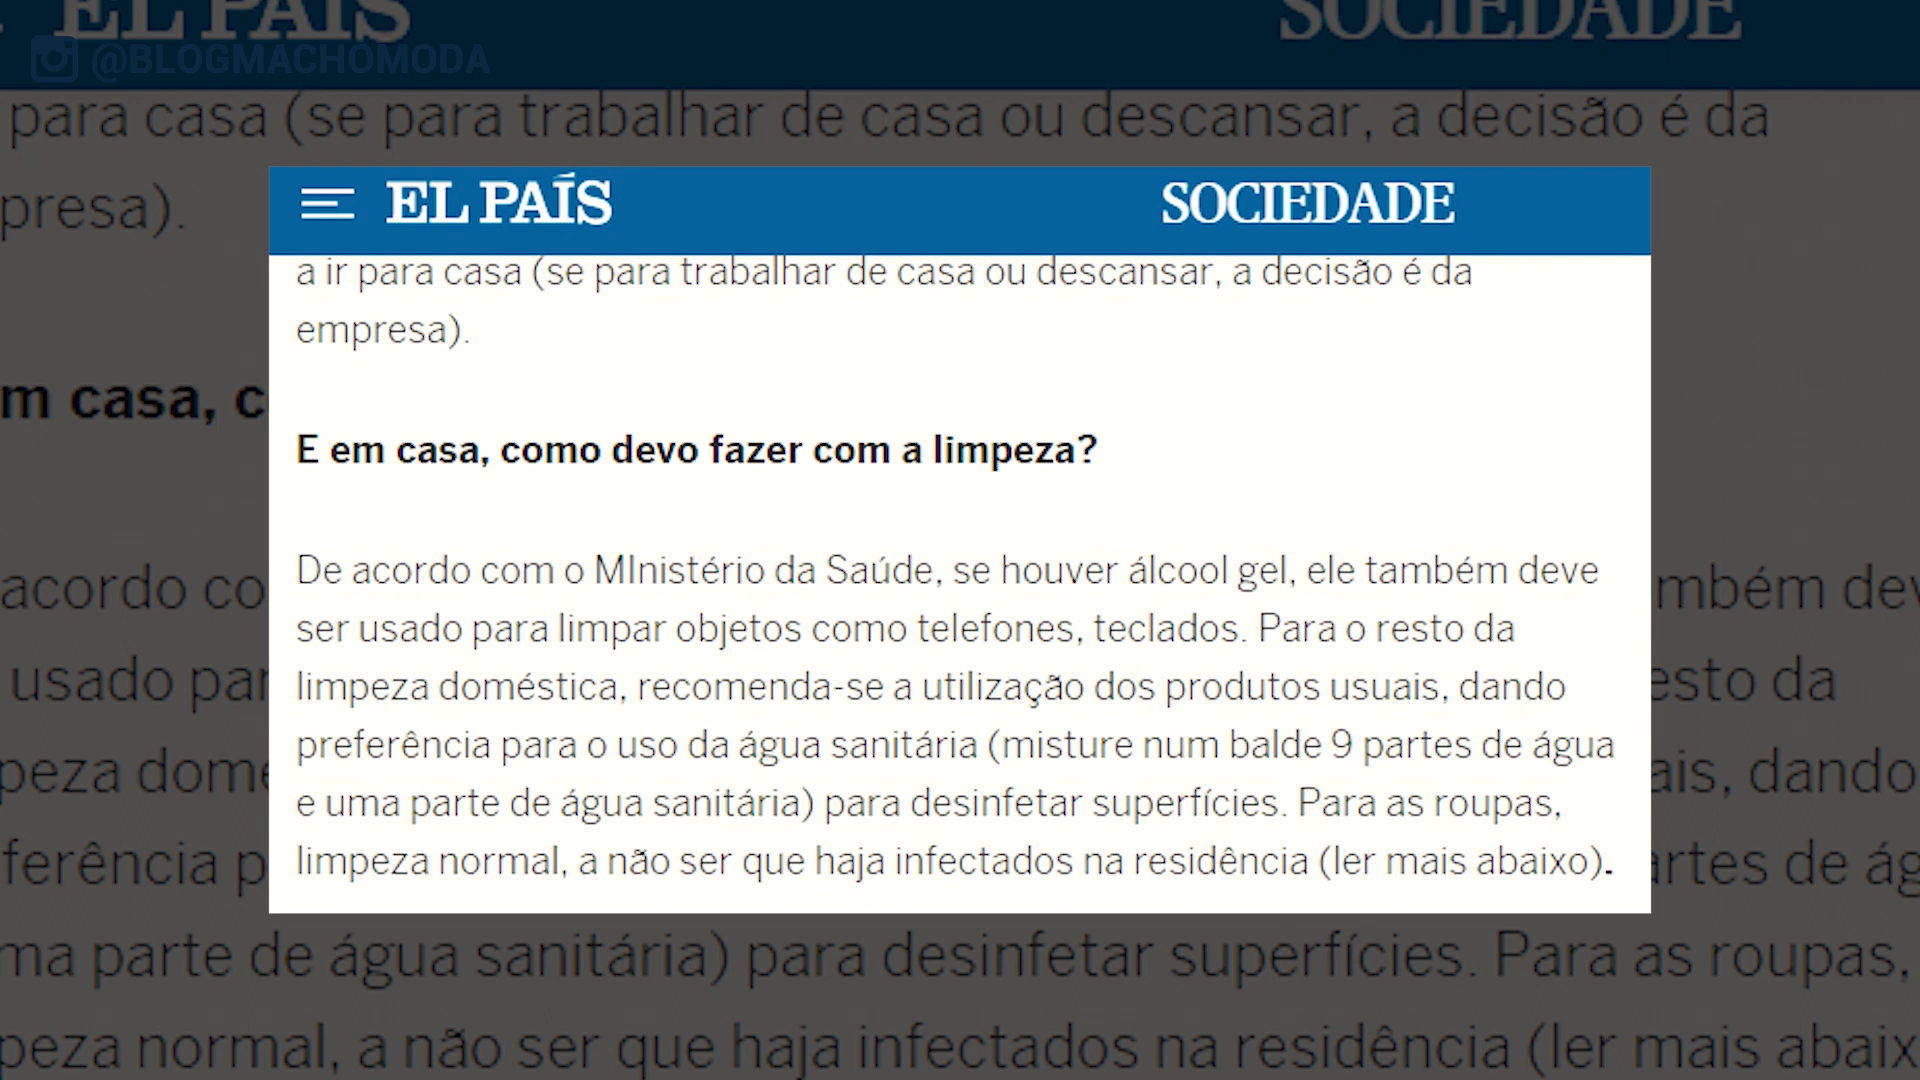 EL PAÍS SOCIEDADE
@BLOGMACHOMODA
para casa (se para trabalhar de casa ou descansar, a decisão é da
presa).
m casa, c
acordo co
mbém dev
usado par
esto da
peza dome
ais, dando
ferência p
artes de ág
ma parte de água sanitária) para desinfetar superfícies. Para as roupas,
peza normal, a não ser que haja infectados na residência (ler mais abaix
EL PAÍS SOCIEDADE
a ir para casa (se para trabalhar de casa ou descansar, a decisão é da
empresa).
E em casa, como devo fazer com a limpeza?
De acordo com o MInistério da Saúde, se houver álcool gel, ele também deve
ser usado para limpar objetos como telefones, teclados. Para o resto da
limpeza doméstica, recomenda-se a utilização dos produtos usuais, dando
preferência para o uso da água sanitária (misture num balde 9 partes de água
e uma parte de água sanitária) para desinfetar superfícies. Para as roupas,
limpeza normal, a não ser que haja infectados na residência (ler mais abaixo).